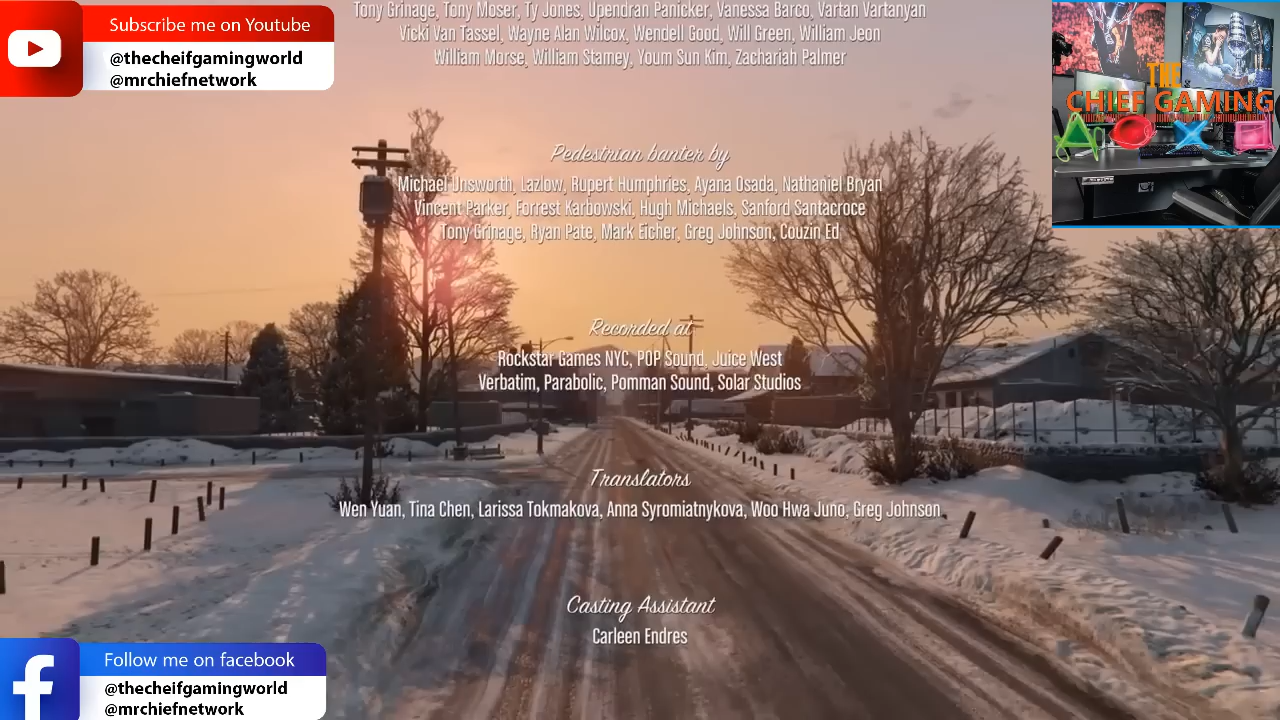 Subscribe me on Youtube
@thecheifgamingworld
@mrchiefnetwork
Tony Grinage, Tony Moser, Ty Jones, Upendran Panicker, Vanessa Barco, Vartan Vartanyan
Vicki Van Tassel, Wayne Alan Wilcox, Wendell Good, Will Green, William Jeon
William Morse, William Stamey, Youm Sun Kim, Zachariah Palmer
THE
CHIEF GAMING
Pedestrian banter by
Michael Unsworth, Lazlow, Rupert Humphries, Ayana Osada, Nathaniel Bryan
Vincent Parker, Forrest Karbowski, Hugh Michaels, Sanford Santacroce
Tony Grinage, Ryan Pate, Mark Eicher, Greg Johnson, Couzin Ed
Recorded at
Rockstar Games NYC, POP Sound, Juice West
Verbatim, Parabolic, Pomman Sound, Solar Studios
Translators
Wen Yuan, Tina Chen, Larissa Tokmakova, Anna Syromiatnykova, Woo Hwa Juno, Greg Johnson
Casting Assistant
Carleen Endres
Follow me on facebook
@thecheifgamingworld
@mrchiefnetwork